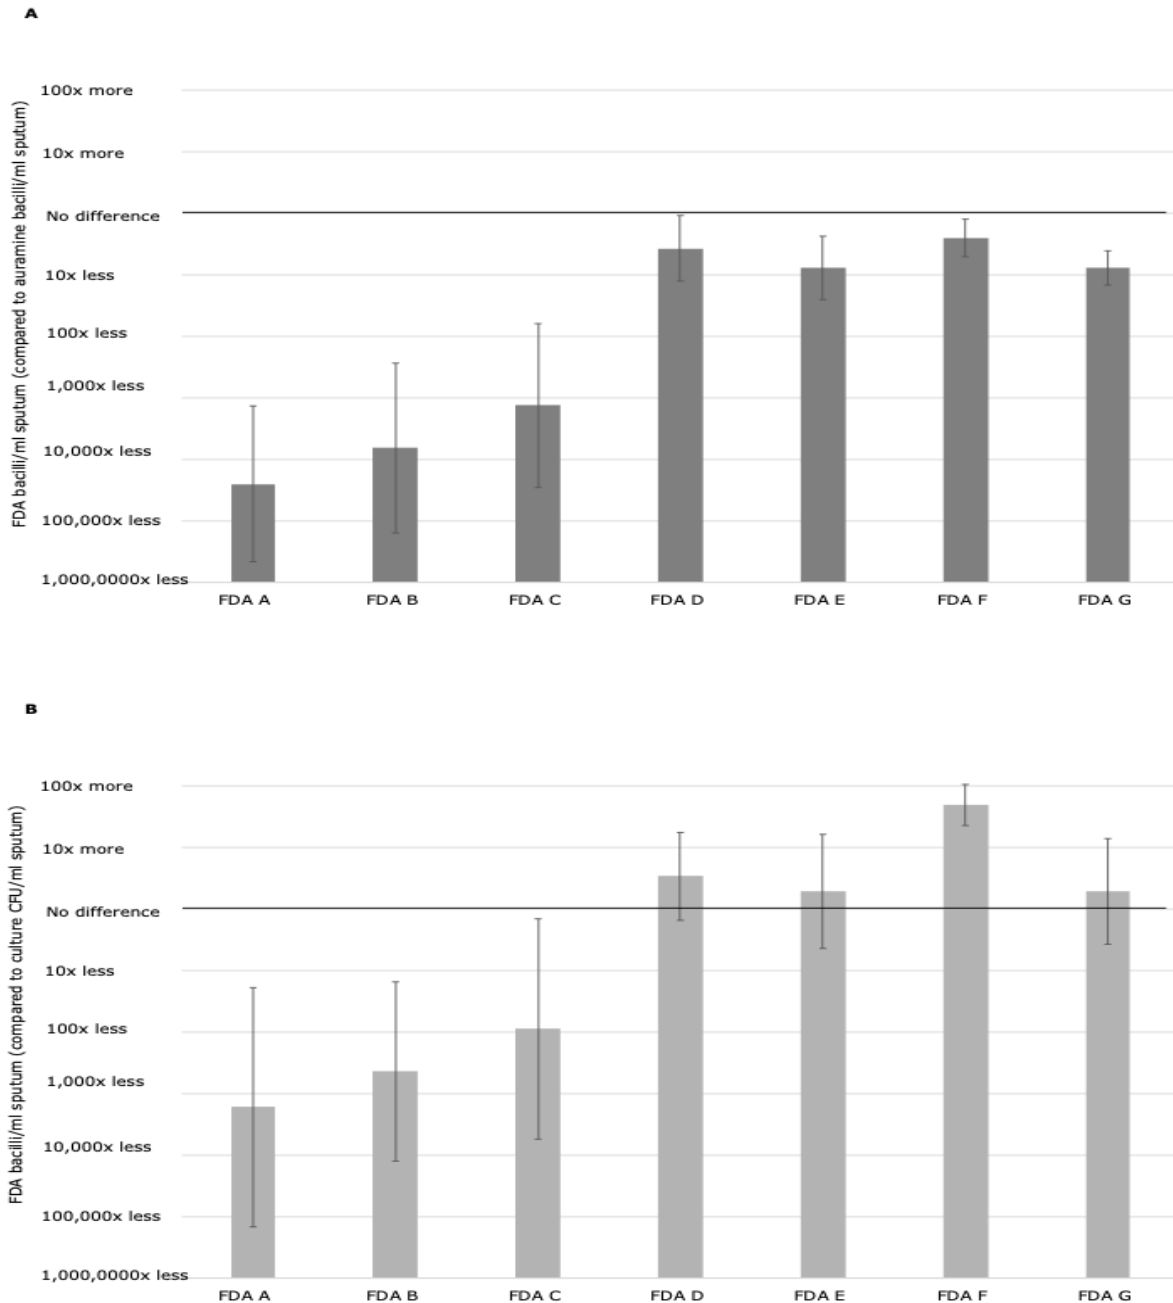 A
FDA bacilli/ml sputum (compared to auramine bacilli/ml sputum)
100x more
10x more
No difference
10x less
100x less
1,000x less
10,000x less
100,000x less
1,000,0000x less
FDA A FDA B FDA C FDA D FDA E FDA F FDA G
B
FDA bacilli/ml sputum (compared to culture CFU/ml sputum)
100x more
10x more
No difference
10x less
100x less
1,000x less
10,000x less
100,000x less
1,000,0000x less
FDA A FDA B FDA C FDA D FDA E FDA F FDA G